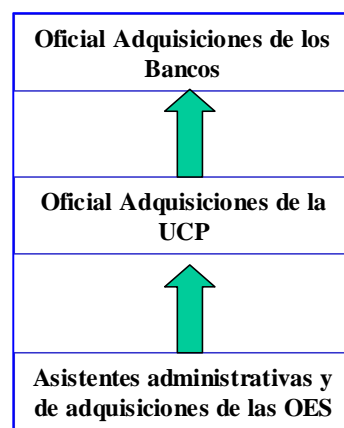 Oficial Adquisiciones de los
Bancos
Oficial Adquisiciones de la
UCP
Asistentes administrativas y
de adquisiciones de las OES